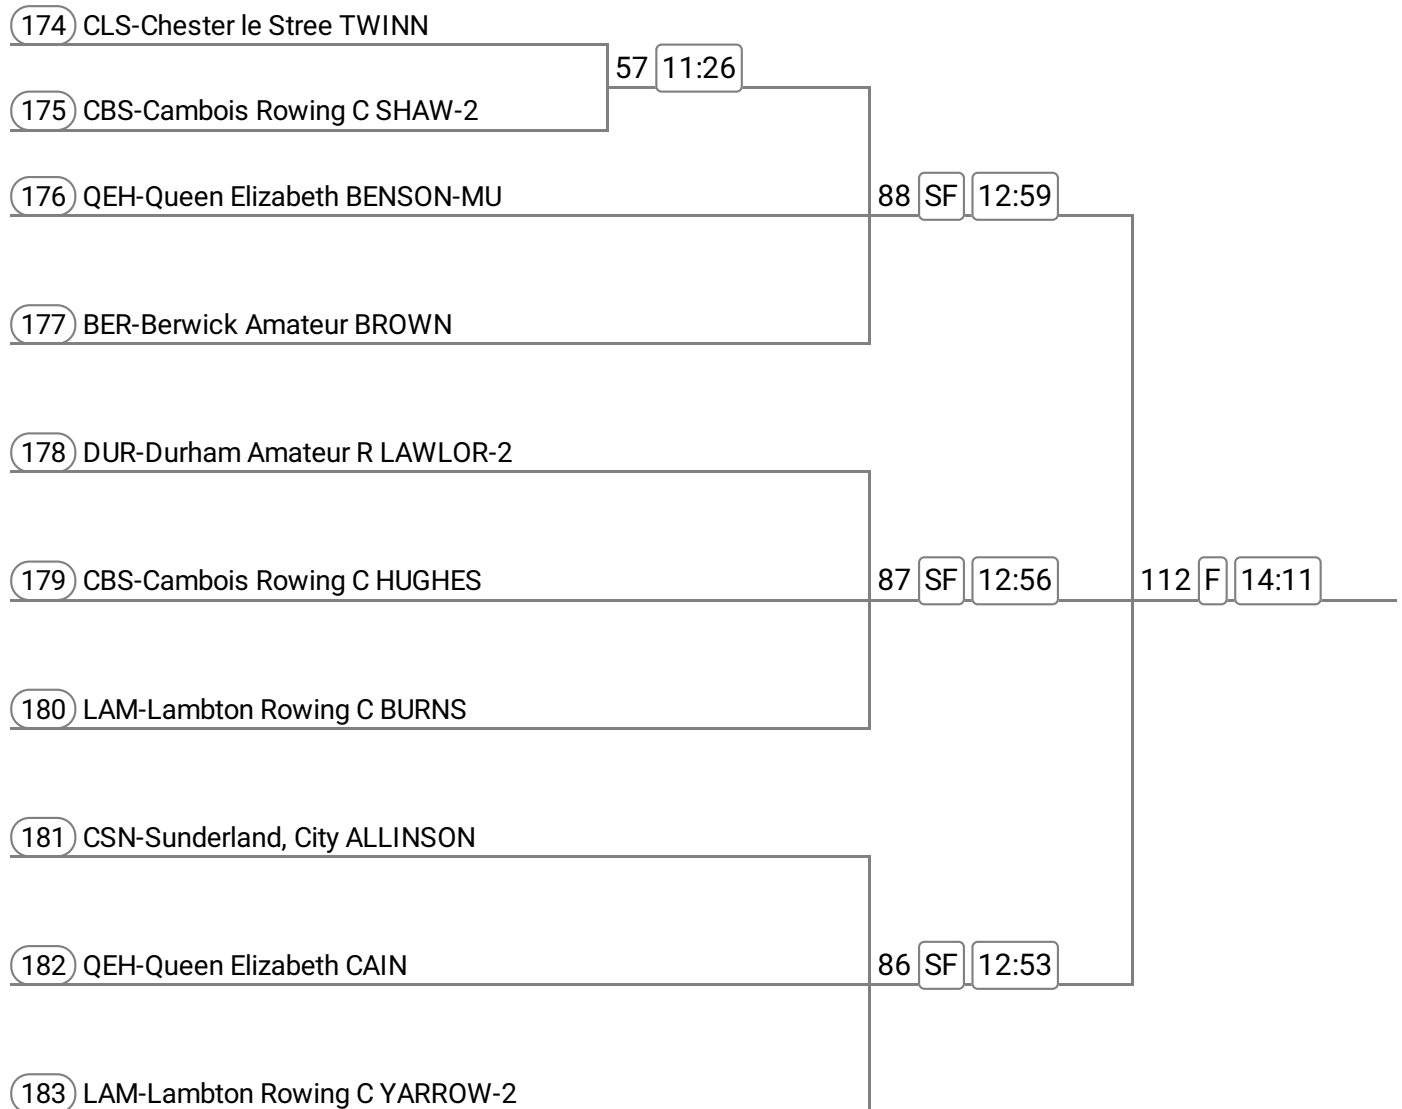 174 CLS-Chester le Stree TWINN
57 11:26
175 CBS-Cambois Rowing C SHAW-2
176 QEH-Queen Elizabeth BENSON-MU
88 SF 12:59
177 BER-Berwick Amateur BROWN
178 DUR-Durham Amateur R LAWLOR-2
179 CBS-Cambois Rowing C HUGHES
87 SF 12:56
112 F 14:11
180 LAM-Lambton Rowing C BURNS
181 CSN-Sunderland, City ALLINSON
182 QEH-Queen Elizabeth CAIN
86 SF 12:53
183 LAM-Lambton Rowing C YARROW-2